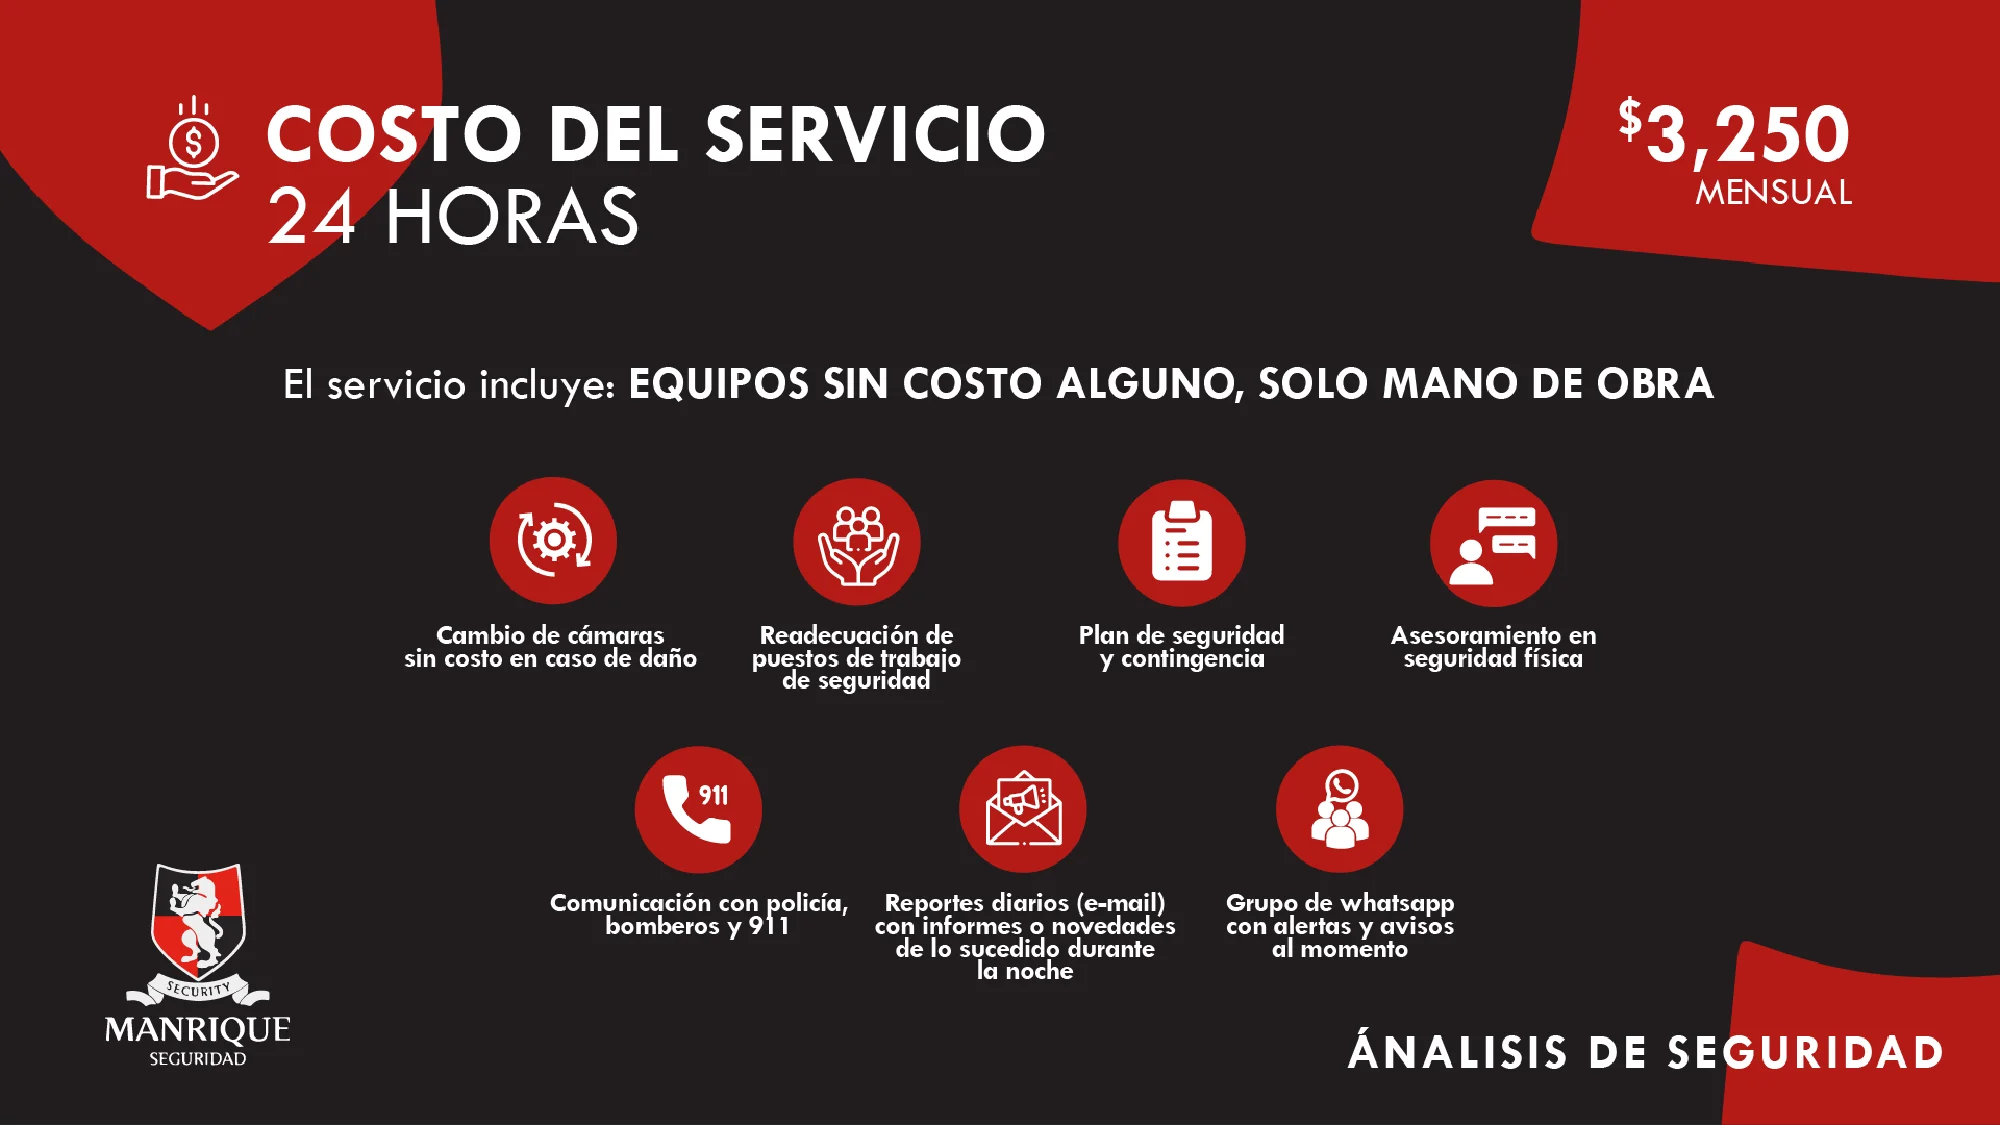 COSTO DEL SERVICIO
24 HORAS
$3,250
MENSUAL
El servicio incluye: EQUIPOS SIN COSTO ALGUNO, SOLO MANO DE OBRA
Cambio de cámaras
sin costo en caso de daño
Readecuación de
puestos de trabajo
de seguridad
Plan de seguridad
y contingencia
Asesoramiento en
seguridad física
911
Comunicación con policía,
bomberos y 911
Reportes diarios (e-mail)
con informes o novedades
de lo sucedido durante
la noche
Grupo de whatsapp
con alertas y avisos
al momento
SECURITY
MANRIQUE
SEGURIDAD
ÁNALISIS DE SEGURIDAD